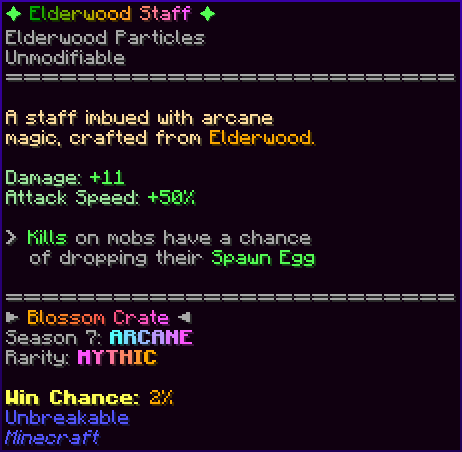 ✦ Elderwood Staff ✦
Elderwood Particles
Unmodifiable
================================
A staff imbued with arcane
magic, crafted from Elderwood.
Damage: +11
Attack Speed: +50%
> Kills on mobs have a chance
of dropping their Spawn Egg
================================
► Blossom Crate ◄
Season 7: ARCANE
Rarity: MYTHIC
Win Chance: 2%
Unbreakable
Minecraft